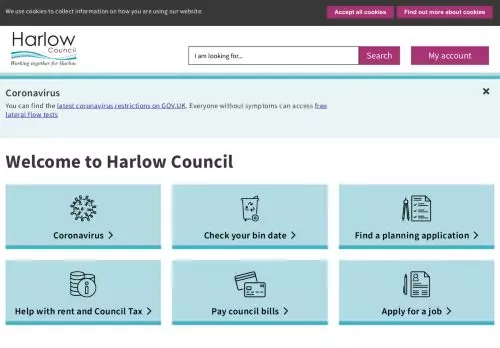 We use cookies to collect information on how you are using our website.
Accept all cookies
Find out more about cookies
Harlow
Council
Working together for Harlow
I am looking for...
Search
My account
Coronavirus
You can find the latest coronavirus restrictions on GOV.UK. Everyone without symptoms can access free
lateral flow tests
Welcome to Harlow Council
Coronavirus
Check your bin date
Find a planning application
Help with rent and Council Tax
Pay council bills
Apply for a job